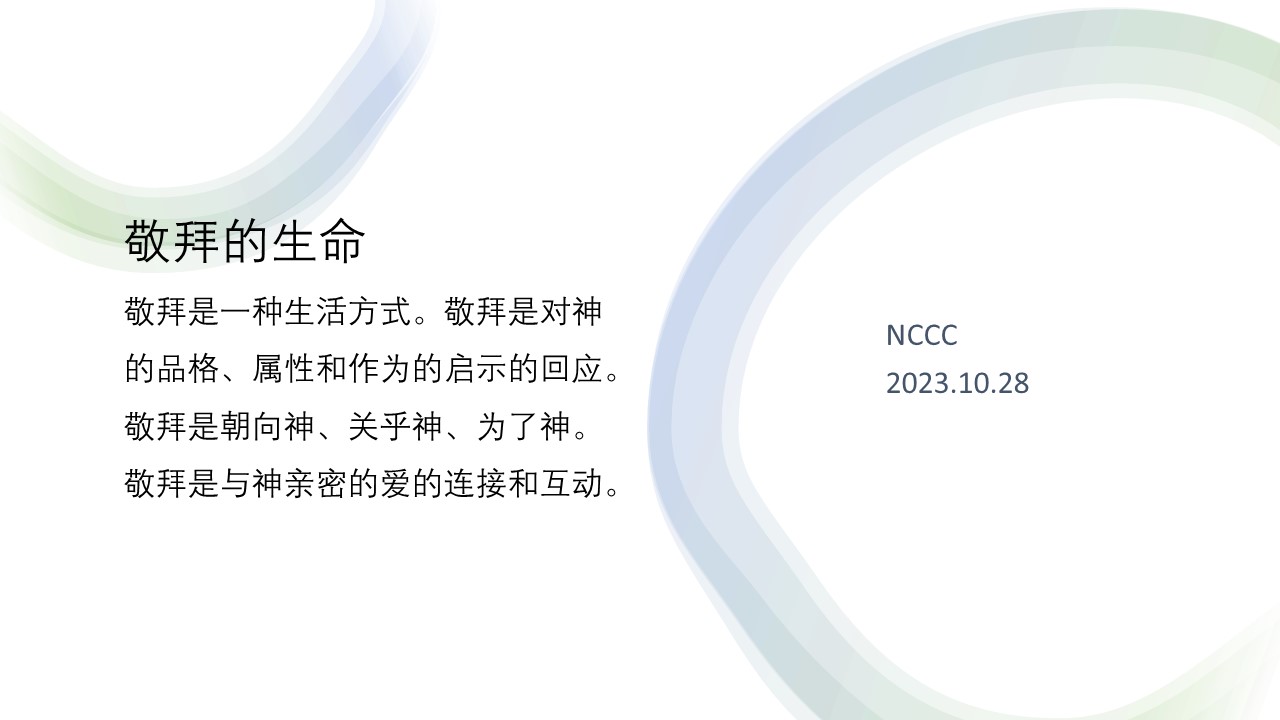 敬拜的生命
敬拜是一种生活方式。敬拜是对神
的品格、属性和作为的启示的回应。
敬拜是朝向神、关乎神、为了神。
敬拜是与神亲密的爱的连接和互动。
NCCC
2023.10.28